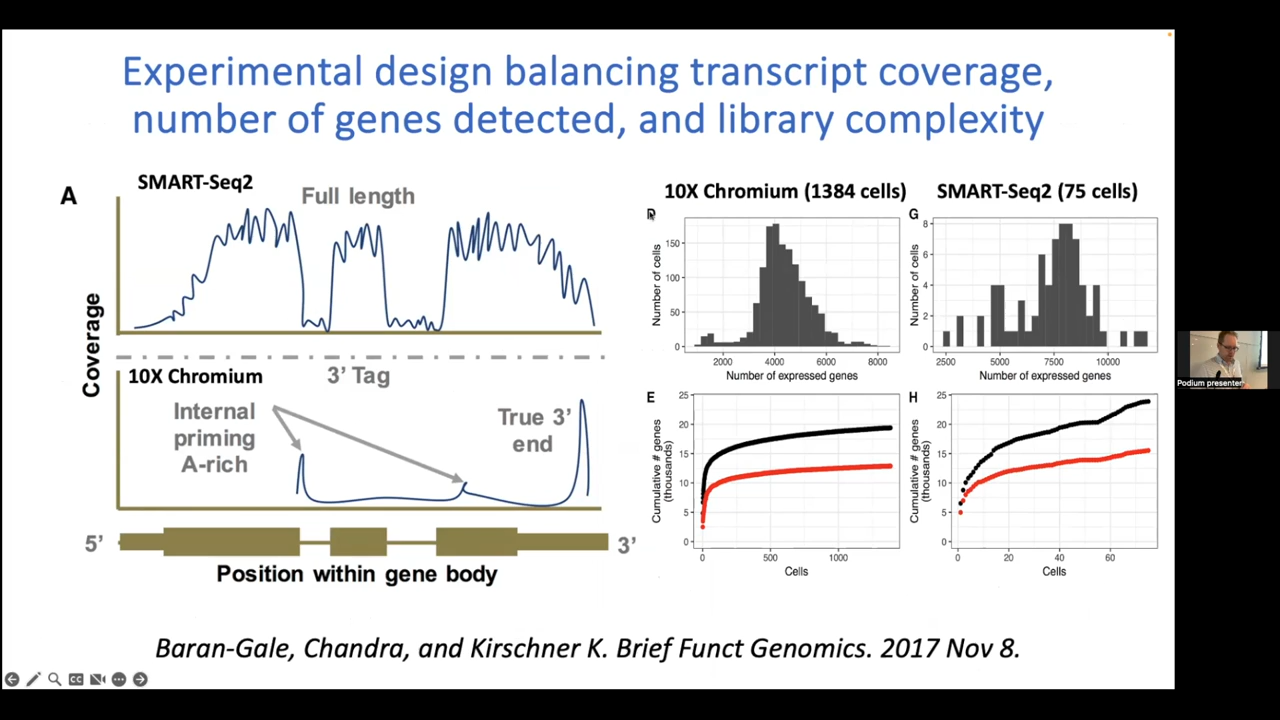 Experimental design balancing transcript coverage,
number of genes detected, and library complexity
A
SMART-Seq2
Full length
Coverage
10X Chromium
3' Tag
Internal
priming
A-rich
True 3'
end
5'
3'
Position within gene body
10X Chromium (1384 cells)
SMART-Seq2 (75 cells)
D
Number of cells
150
100
50
0
2000
4000
6000
8000
Number of expressed genes
G
Number of cells
8
6
4
2
0
2500
5000
7500
10000
Number of expressed genes
E
Cumulative # genes
(thousands)
25
20
15
10
5
0
0
500
1000
Cells
H
Cumulative # genes
(thousands)
25
20
15
10
5
0
0
20
40
60
Cells
Baran-Gale, Chandra, and Kirschner K. Brief Funct Genomics. 2017 Nov 8.
CC
Podium presenter